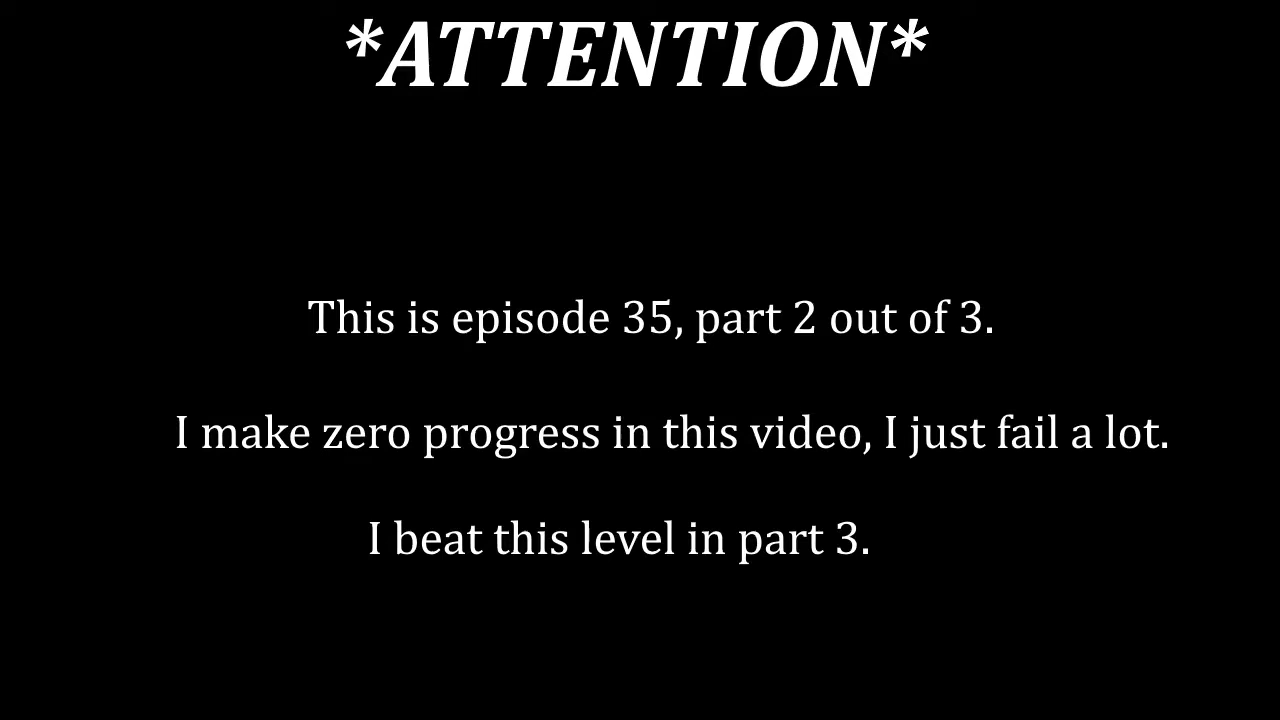 *ATTENTION*
This is episode 35, part 2 out of 3.
I make zero progress in this video, I just fail a lot.
I beat this level in part 3.